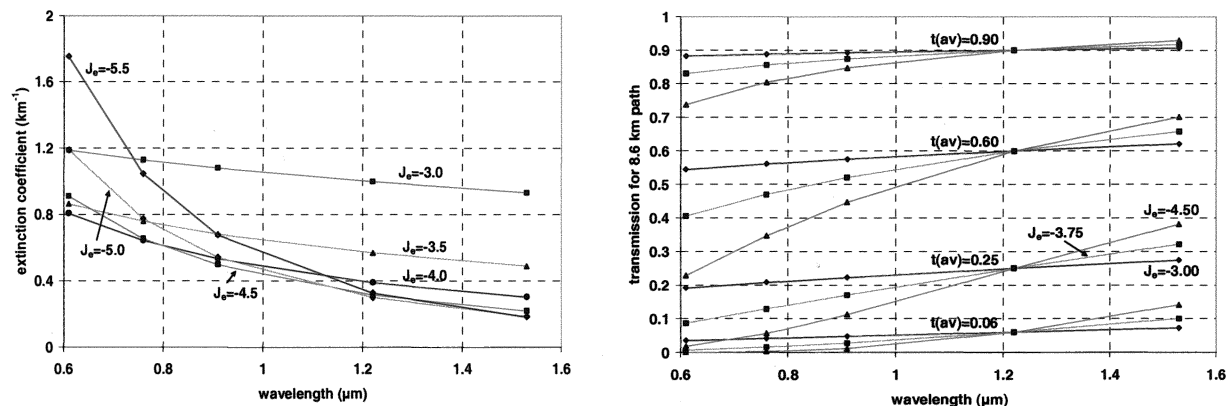 2
1.6
1.2
0.8
0.4
0
extinction coefficient (km⁻¹)
Jₑ=-5.5
Jₑ=-3.0
Jₑ=-3.5
Jₑ=-4.0
Jₑ=-5.0
Jₑ=-4.5
0.6 0.8 1 1.2 1.4 1.6
wavelength (µm)
1
0.9
0.8
0.7
0.6
0.5
0.4
0.3
0.2
0.1
0
transmission for 8.6 km path
t(av)=0.90
t(av)=0.60
Jₑ=-4.50
Jₑ=-3.75
t(av)=0.25
Jₑ=-3.00
t(av)=0.06
0.6 0.8 1 1.2 1.4 1.6
wavelength (µm)